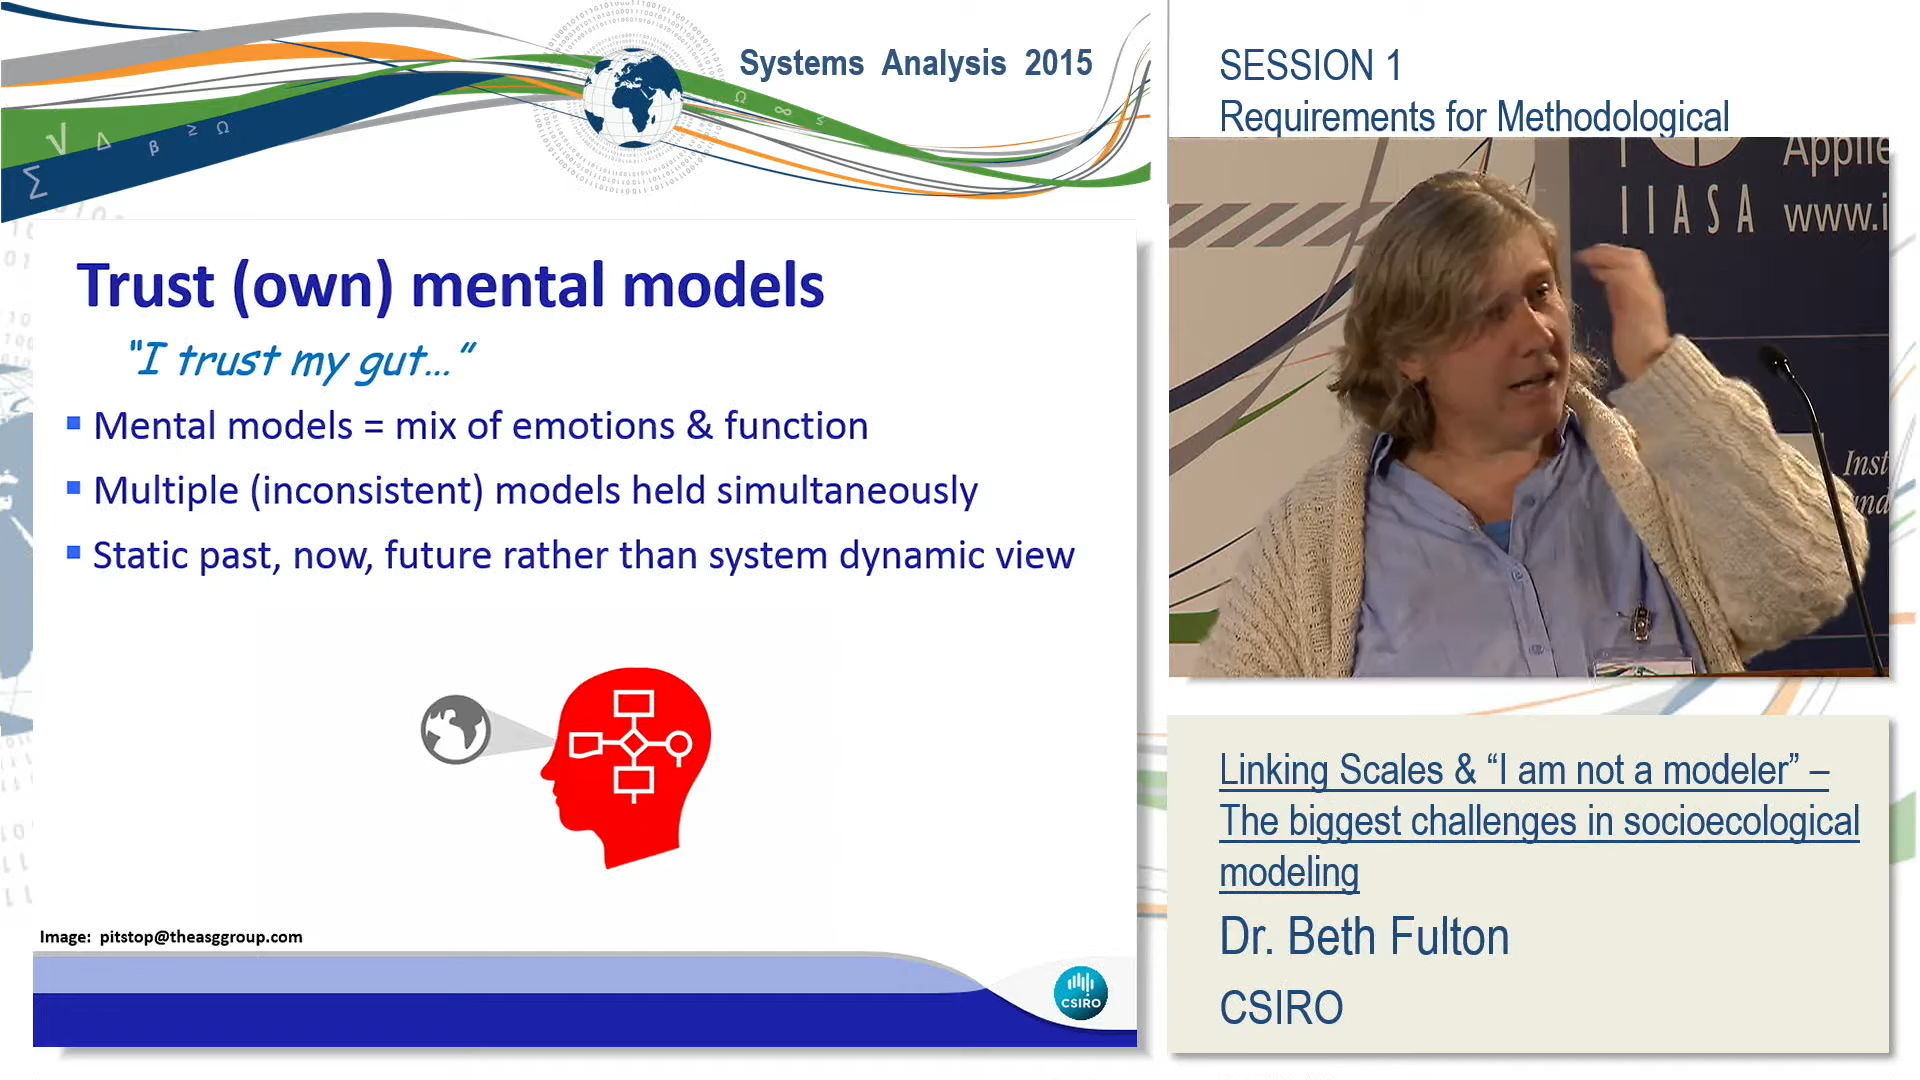 Systems Analysis 2015
SESSION 1
Requirements for Methodological
Trust (own) mental models
“I trust my gut...”
Mental models = mix of emotions & function
Multiple (inconsistent) models held simultaneously
Static past, now, future rather than system dynamic view
Image: pitstop@theasggroup.com
CSIRO
IIASA
www.i
Linking Scales & “I am not a modeler” –
The biggest challenges in socioecological
modeling
Dr. Beth Fulton
CSIRO